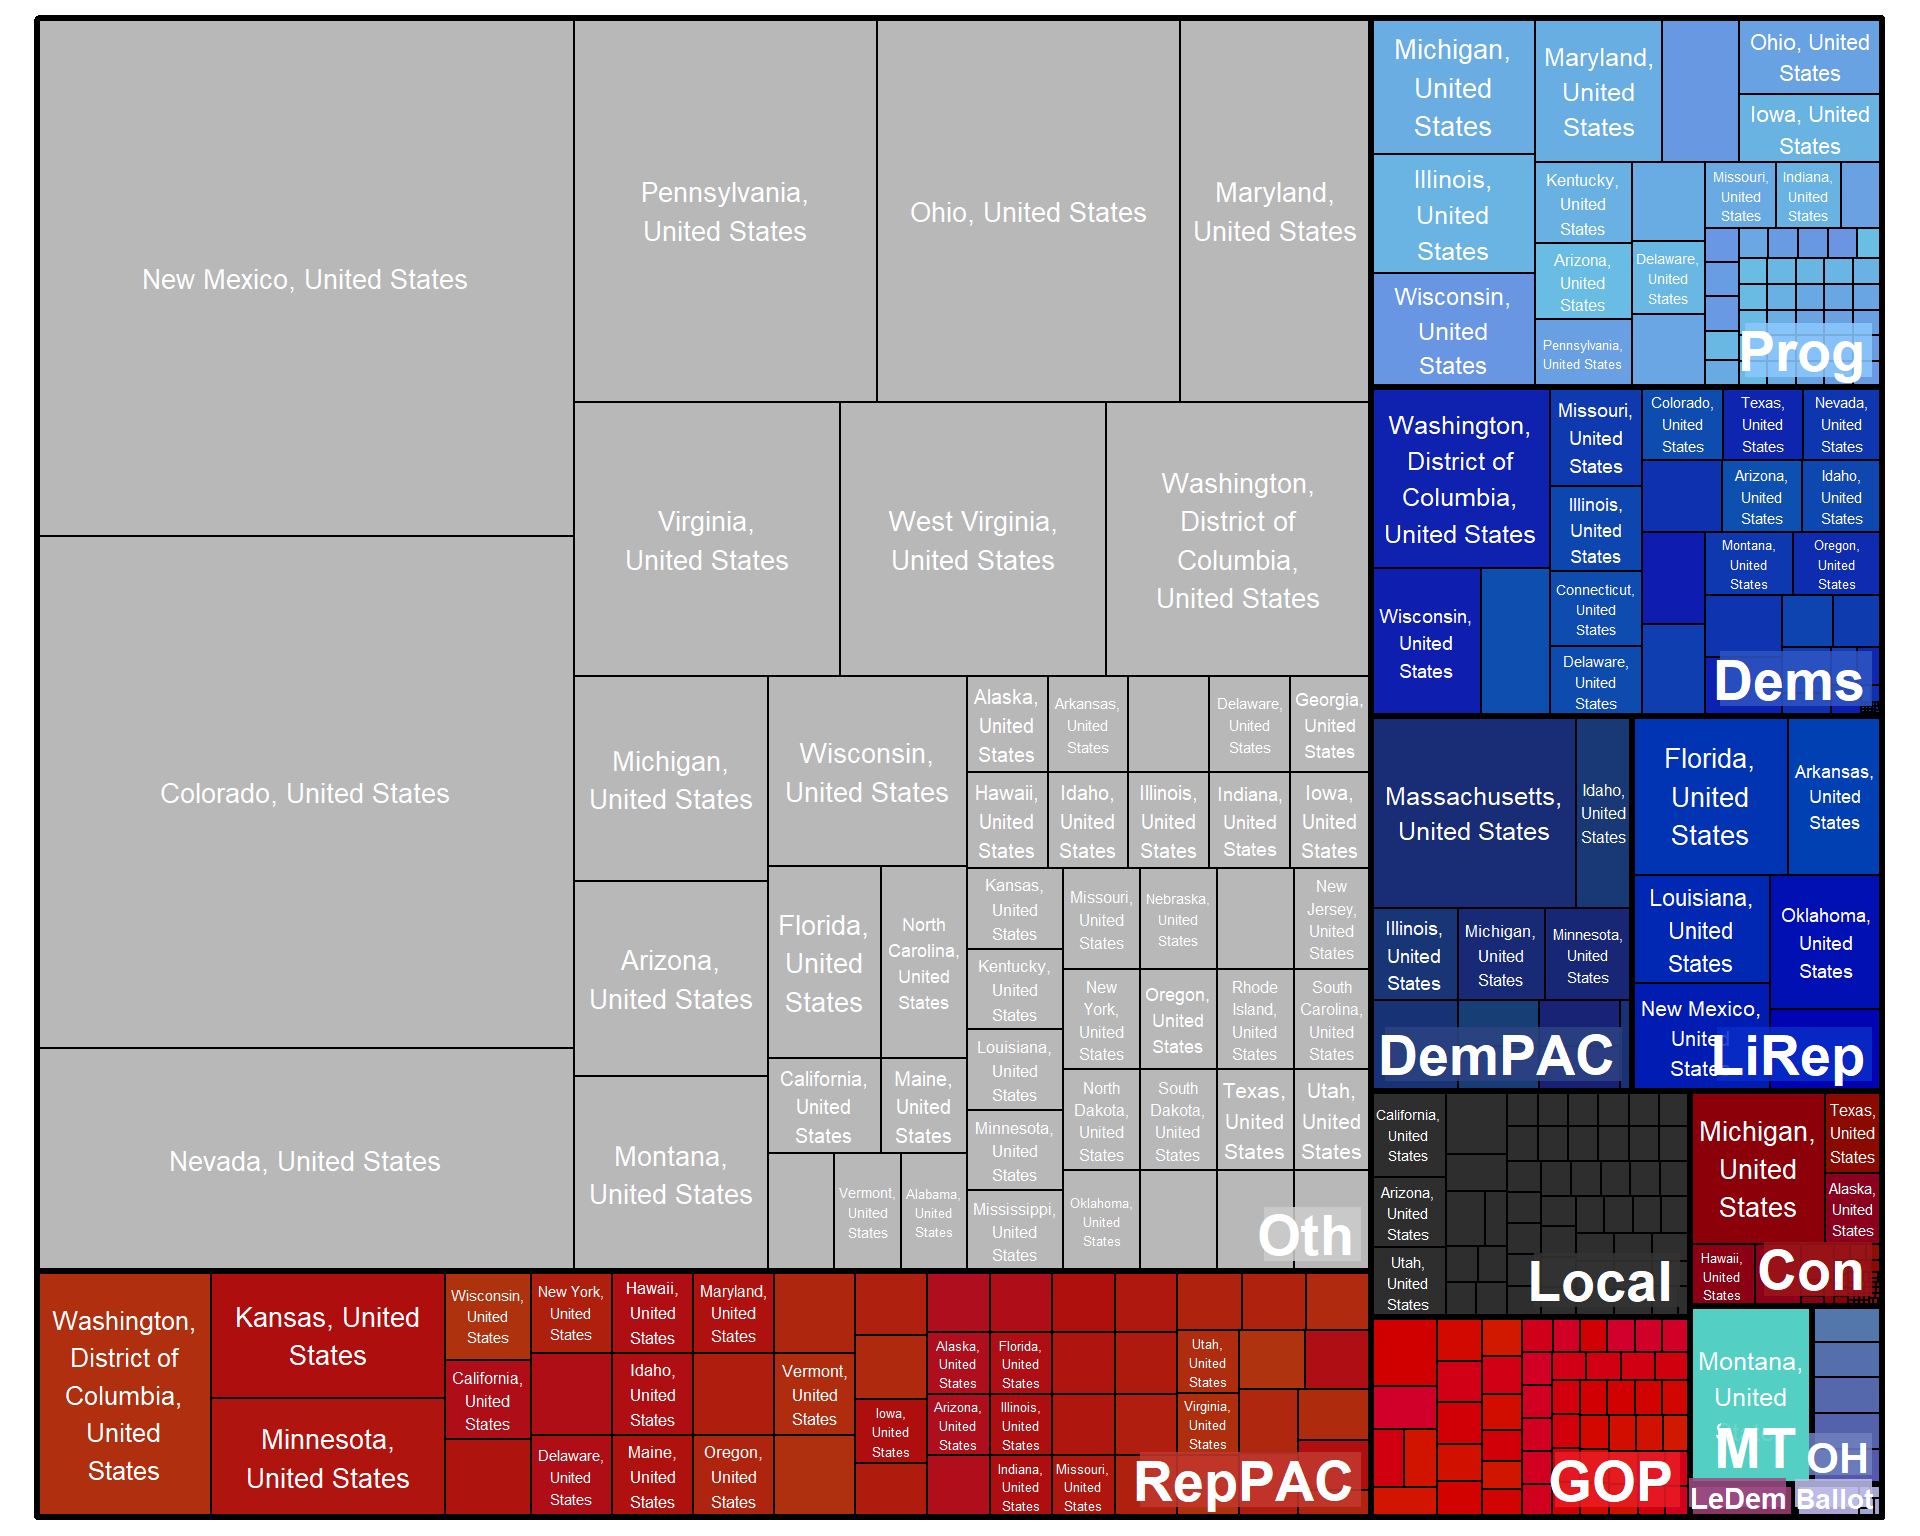 New Mexico, United States
Colorado, United States
Nevada, United States
Pennsylvania,
United States
Ohio, United States
Maryland,
United States
Virginia,
United States
West Virginia,
United States
Washington,
District of
Columbia,
United States
Michigan,
United States
Arizona,
United States
Montana,
United States
Wisconsin,
United States
Florida,
United
States
North
Carolina,
United
States
California,
United
States
Maine,
United
States
Vermont,
United
States
Alabama,
United
States
Alaska,
United
States
Arkansas,
United
States
Delaware,
United
States
Georgia,
United
States
Hawaii,
United
States
Idaho,
United
States
Illinois,
United
States
Indiana,
United
States
Iowa,
United
States
Kansas,
United
States
Kentucky,
United
States
Louisiana,
United
States
Minnesota,
United
States
Mississippi,
United
States
Missouri,
United
States
Nebraska,
United
States
New
Jersey,
United
States
New
York,
United
States
Oregon,
United
States
Rhode
Island,
United
States
South
Carolina,
United
States
North
Dakota,
United
States
South
Dakota,
United
States
Texas,
United
States
Utah,
United
States
Oklahoma,
United
States
Oth
Washington,
District of
Columbia,
United
States
Kansas, United
States
Minnesota,
United States
Wisconsin,
United
States
California,
United
States
New York,
United
States
Delaware,
United
States
Hawaii,
United
States
Idaho,
United
States
Maine,
United
States
Maryland,
United
States
Oregon,
United
States
Vermont,
United
States
Iowa,
United
States
Alaska,
United
States
Arizona,
United
States
Florida,
United
States
Illinois,
United
States
Indiana,
United
States
Missouri,
United
States
Utah,
United
States
Virginia,
United
States
RepPAC
Michigan,
United
States
Illinois,
United
States
Wisconsin,
United
States
Maryland,
United
States
Ohio, United
States
Iowa, United
States
Kentucky,
United
States
Arizona,
United
States
Pennsylvania,
United States
Delaware,
United
States
Missouri,
United
States
Indiana,
United
States
Prog
Washington,
District of
Columbia,
United States
Wisconsin,
United
States
Missouri,
United
States
Illinois,
United
States
Connecticut,
United
States
Delaware,
United
States
Colorado,
United
States
Texas,
United
States
Nevada,
United
States
Arizona,
United
States
Idaho,
United
States
Montana,
United
States
Oregon,
United
States
Dems
Massachusetts,
United States
Idaho,
United
States
Illinois,
United
States
Michigan,
United
States
Minnesota,
United
States
DemPAC
Florida,
United
States
Arkansas,
United
States
Louisiana,
United
States
Oklahoma,
United
States
New Mexico,
United
States
LiRep
California,
United
States
Arizona,
United
States
Utah,
United
States
Local
Michigan,
United
States
Texas,
United
States
Alaska,
United
States
Hawaii,
United
States
Con
GOP
Montana,
United
MT
OH
LeDem
Ballot